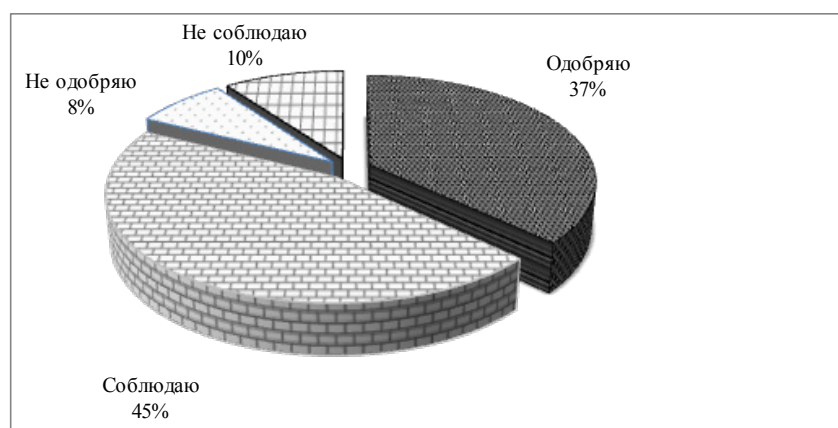 Не соблюдаю
10%
Одобряю
37%
Не одобряю
8%
Соблюдаю
45%